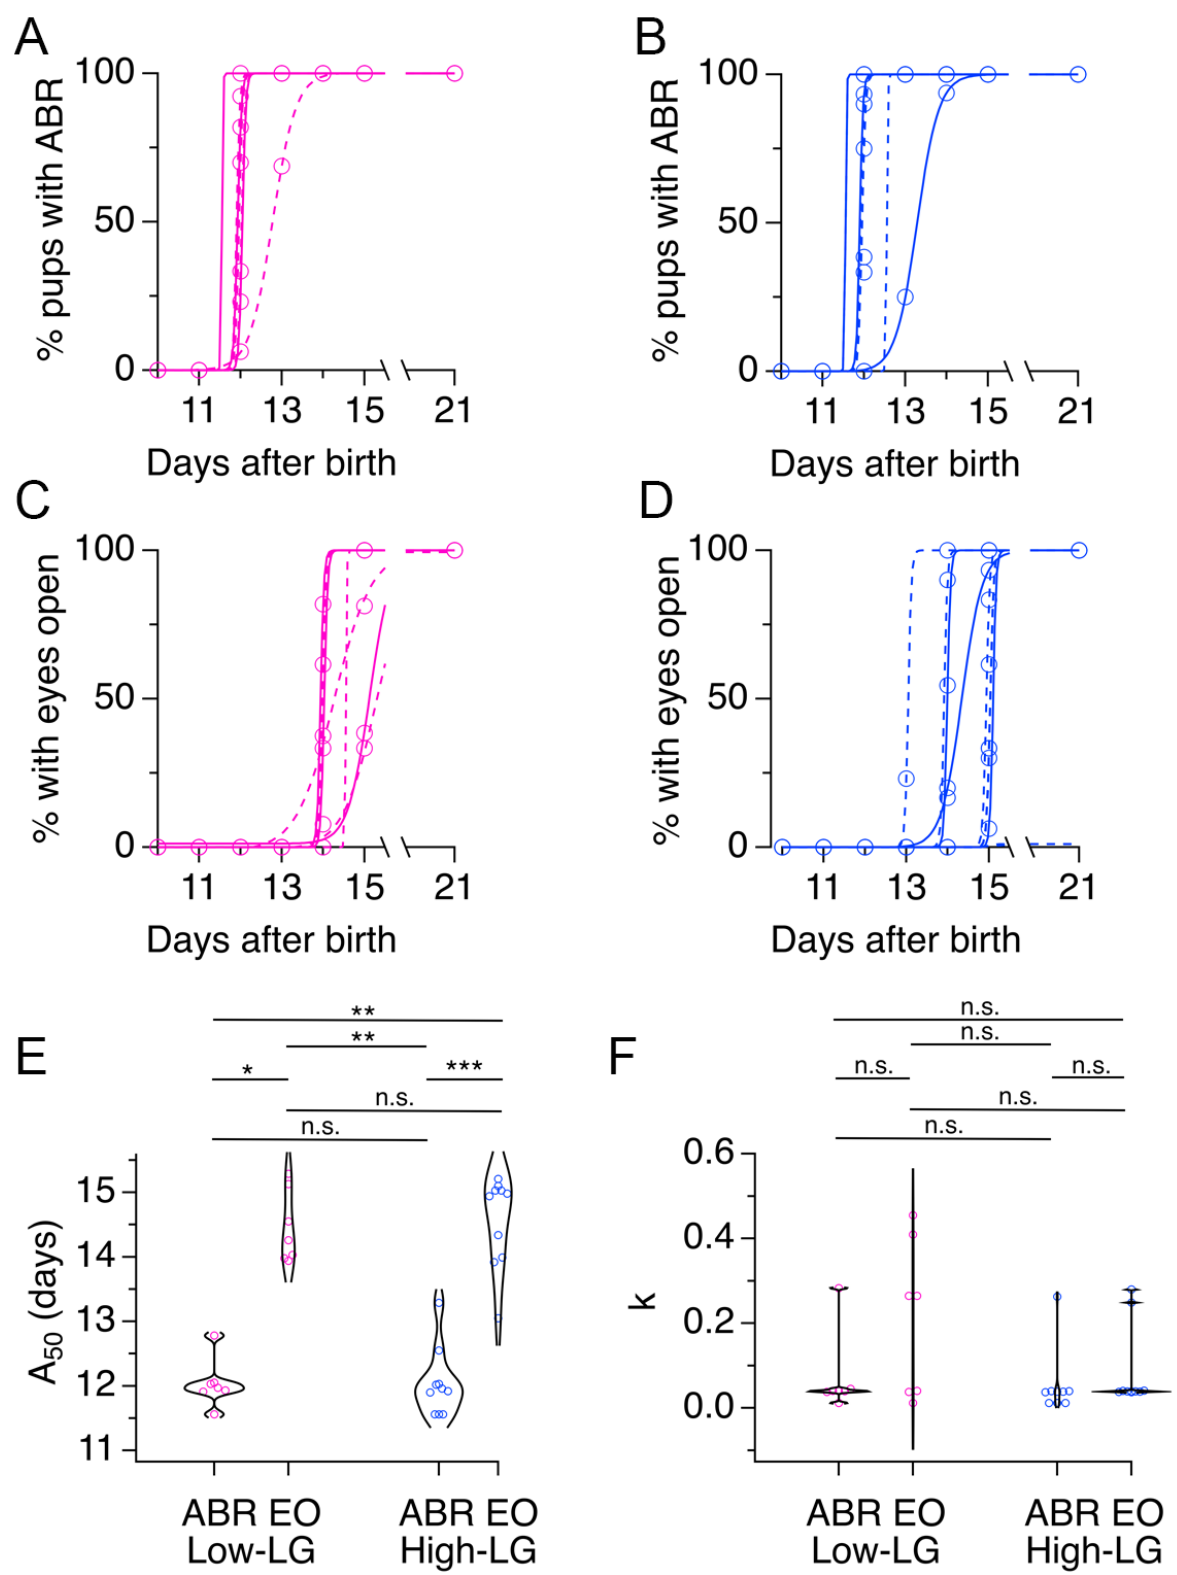 A
B
% pups with ABR
100
50
0
11 13 15 21
Days after birth
% pups with ABR
100
50
0
11 13 15 21
Days after birth
C
D
% with eyes open
100
50
0
11 13 15 21
Days after birth
% with eyes open
100
50
0
11 13 15 21
Days after birth
E
**
**
* ***
n.s.
n.s.
A50 (days)
15
14
13
12
11
ABR EO ABR EO
Low-LG High-LG
F
n.s.
n.s.
n.s. n.s.
n.s.
n.s.
k
0.6
0.4
0.2
0.0
ABR EO ABR EO
Low-LG High-LG